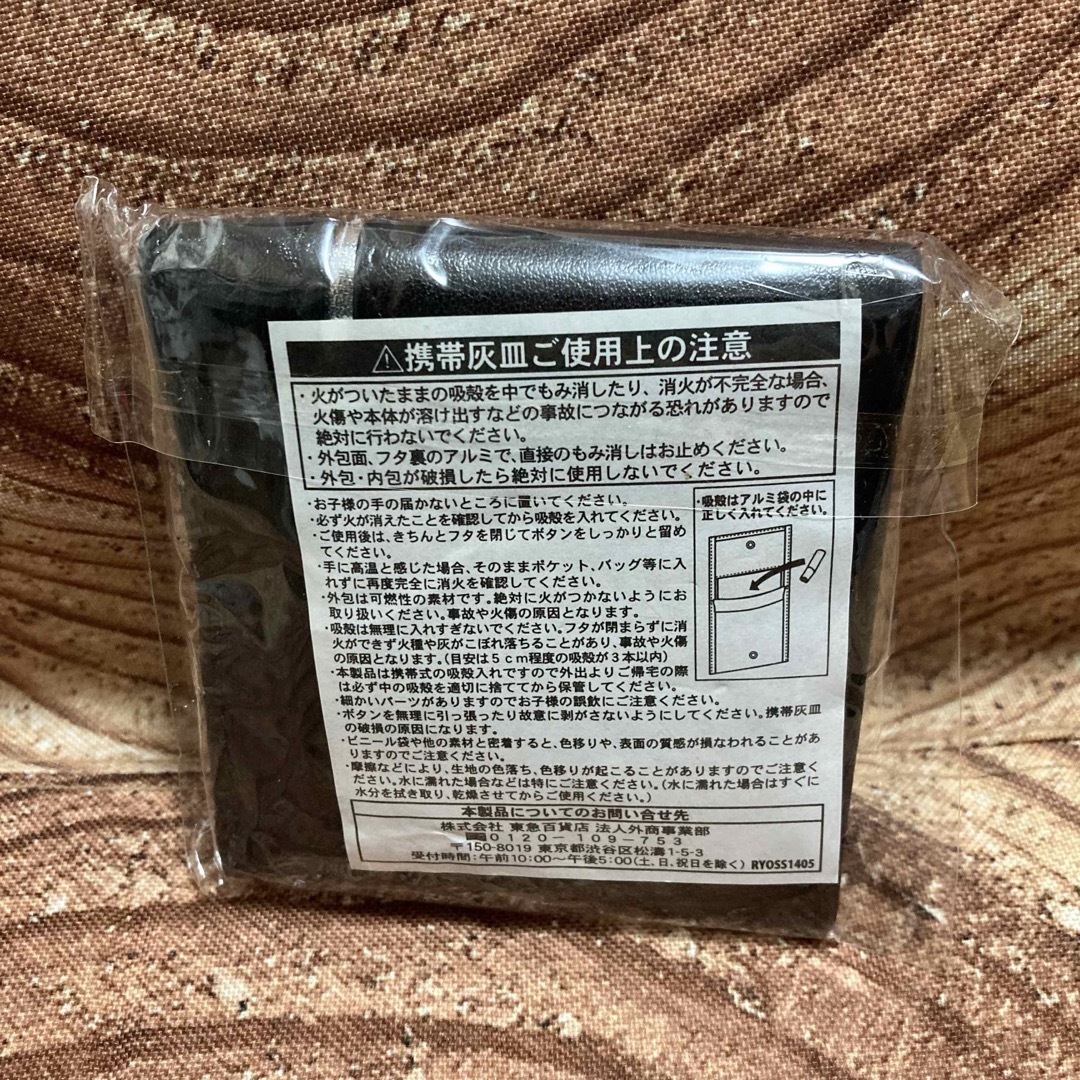 ⚠携帯灰皿ご使用上の注意
・火がついたままの吸殻を中でもみ消したり、消火が不完全な場合、
火傷や本体が溶け出すなどの事故につながる恐れがありますので
絶対に行わないでください。
・外包面、フタ裏のアルミで、直接のもみ消しはお止めください。
・外包・内包が破損したら絶対に使用しないでください。
・お子様の手の届かないところに置いてください。
・必ず火が消えたことを確認してから吸殻を入れてください。
・ご使用後は、きちんとフタを閉じてボタンをしっかりと留め
てください。
・手に高温と感じた場合、そのままポケット、バッグ等に入
れずに再度完全に消火を確認してください。
・外包は可燃性の素材です。絶対に火がつかないようにお
取り扱いください。事故や火傷の原因となります。
・吸殻は無理に入れすぎないでください。フタが閉まらずに消
火ができず火種や灰がこぼれ落ちることがあり、事故や火傷
の原因となります。(目安は5cm程度の吸殻が3本以内)
・本製品は携帯式の吸殻入れですので外出よりご帰宅の際
は必ず中の吸殻を適切に捨ててから保管してください。
・細かいパーツがありますのでお子様の誤飲にご注意ください。
・ボタンを無理に引っ張ったり故意に剥がさないようにしてください。携帯灰皿
の破損の原因になります。
・ビニール袋や他の素材と密着すると、色移りや、表面の質感が損なわれることがあ
りますのでご注意ください。
・摩擦などにより、生地の色落ち、色移りが起こることがありますのでご注意く
ださい。水に濡れた場合などは特にご注意ください。(水に濡れた場合はすぐに
水分を拭き取り、乾燥させてからご使用ください。)
・吸殻はアルミ袋の中に
正しく入れてください。
本製品についてのお問い合せ先
株式会社 東急百貨店 法人外商事業部
0120-109-753
〒150-8019 東京都渋谷区松濤1-5-3
受付時間:午前10:00〜午後5:00(土、日、祝日を除く) RYOSS1405